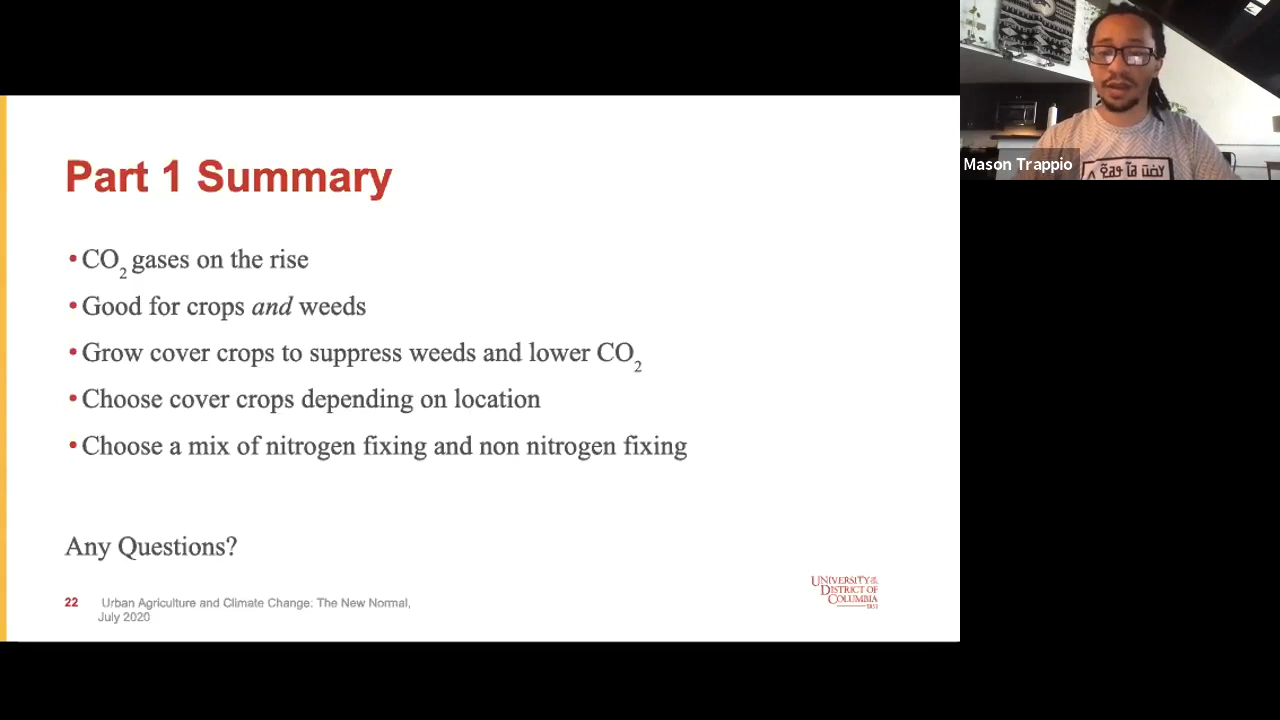 Part 1 Summary
•CO2 gases on the rise
•Good for crops and weeds
•Grow cover crops to suppress weeds and lower CO2
•Choose cover crops depending on location
•Choose a mix of nitrogen fixing and non nitrogen fixing
Any Questions?
22 Urban Agriculture and Climate Change: The New Normal,
July 2020
UNIVERSITY OF THE
DISTRICT OF
COLUMBIA
1851
Mason Trappio